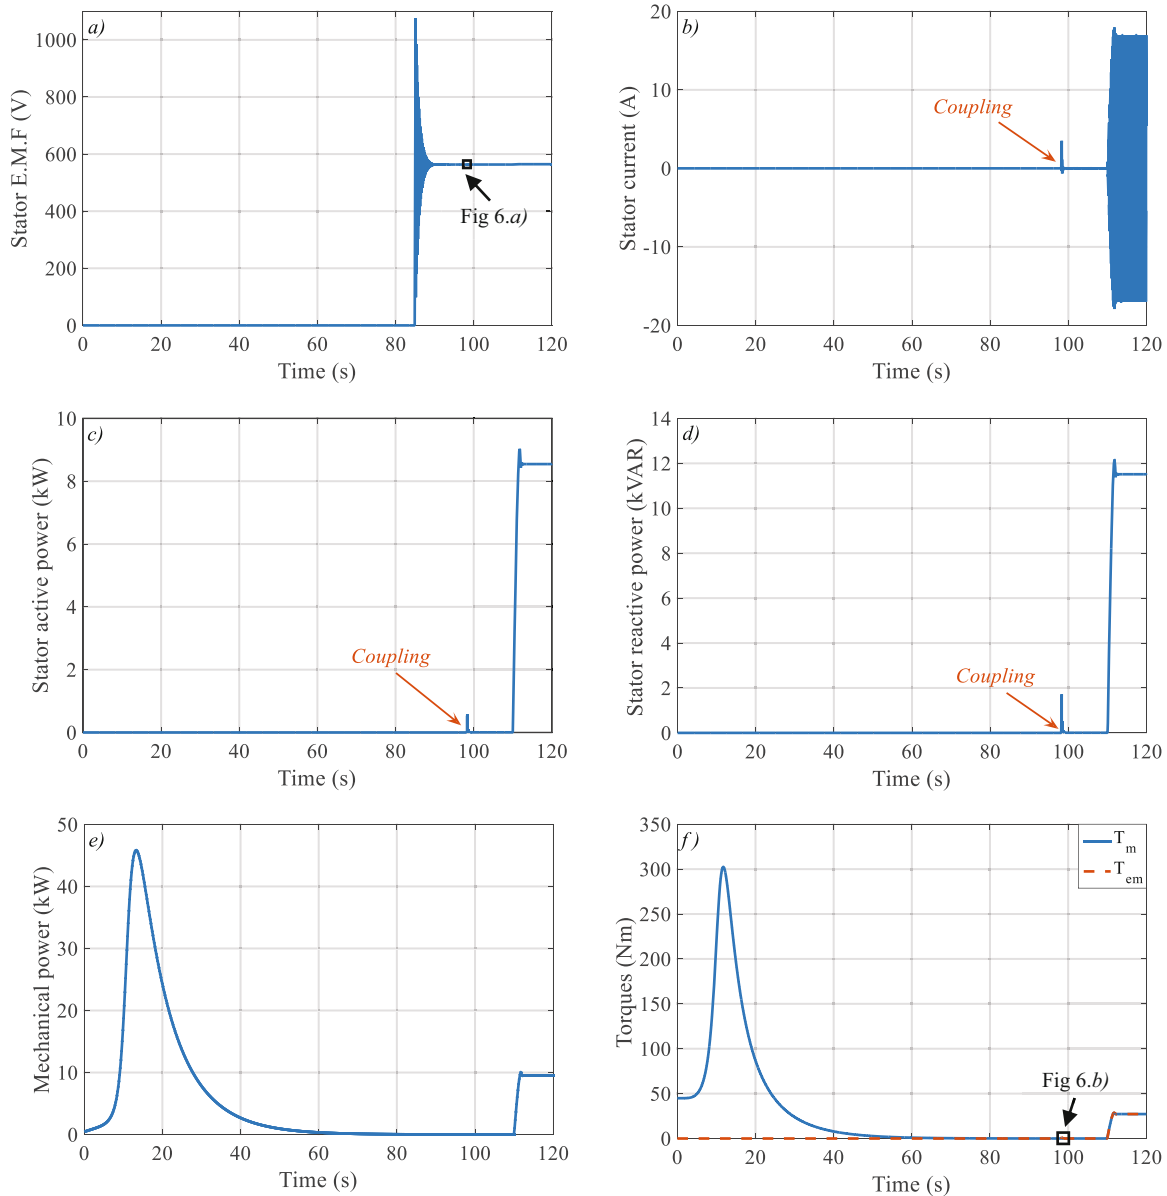 a)
1000
800
600
400
200
0
Stator E.M.F (V)
Fig 6.a)
0 20 40 60 80 100 120
Time (s)
b)
20
10
0
-10
-20
Stator current (A)
Coupling
0 20 40 60 80 100 120
Time (s)
c)
10
8
6
4
2
0
Stator active power (kW)
Coupling
0 20 40 60 80 100 120
Time (s)
d)
14
12
10
8
6
4
2
0
Stator reactive power (kVAR)
Coupling
0 20 40 60 80 100 120
Time (s)
e)
50
40
30
20
10
0
Mechanical power (kW)
0 20 40 60 80 100 120
Time (s)
f)
350
300
250
200
150
100
50
0
Torques (Nm)
Tm
Tem
Fig 6.b)
0 20 40 60 80 100 120
Time (s)